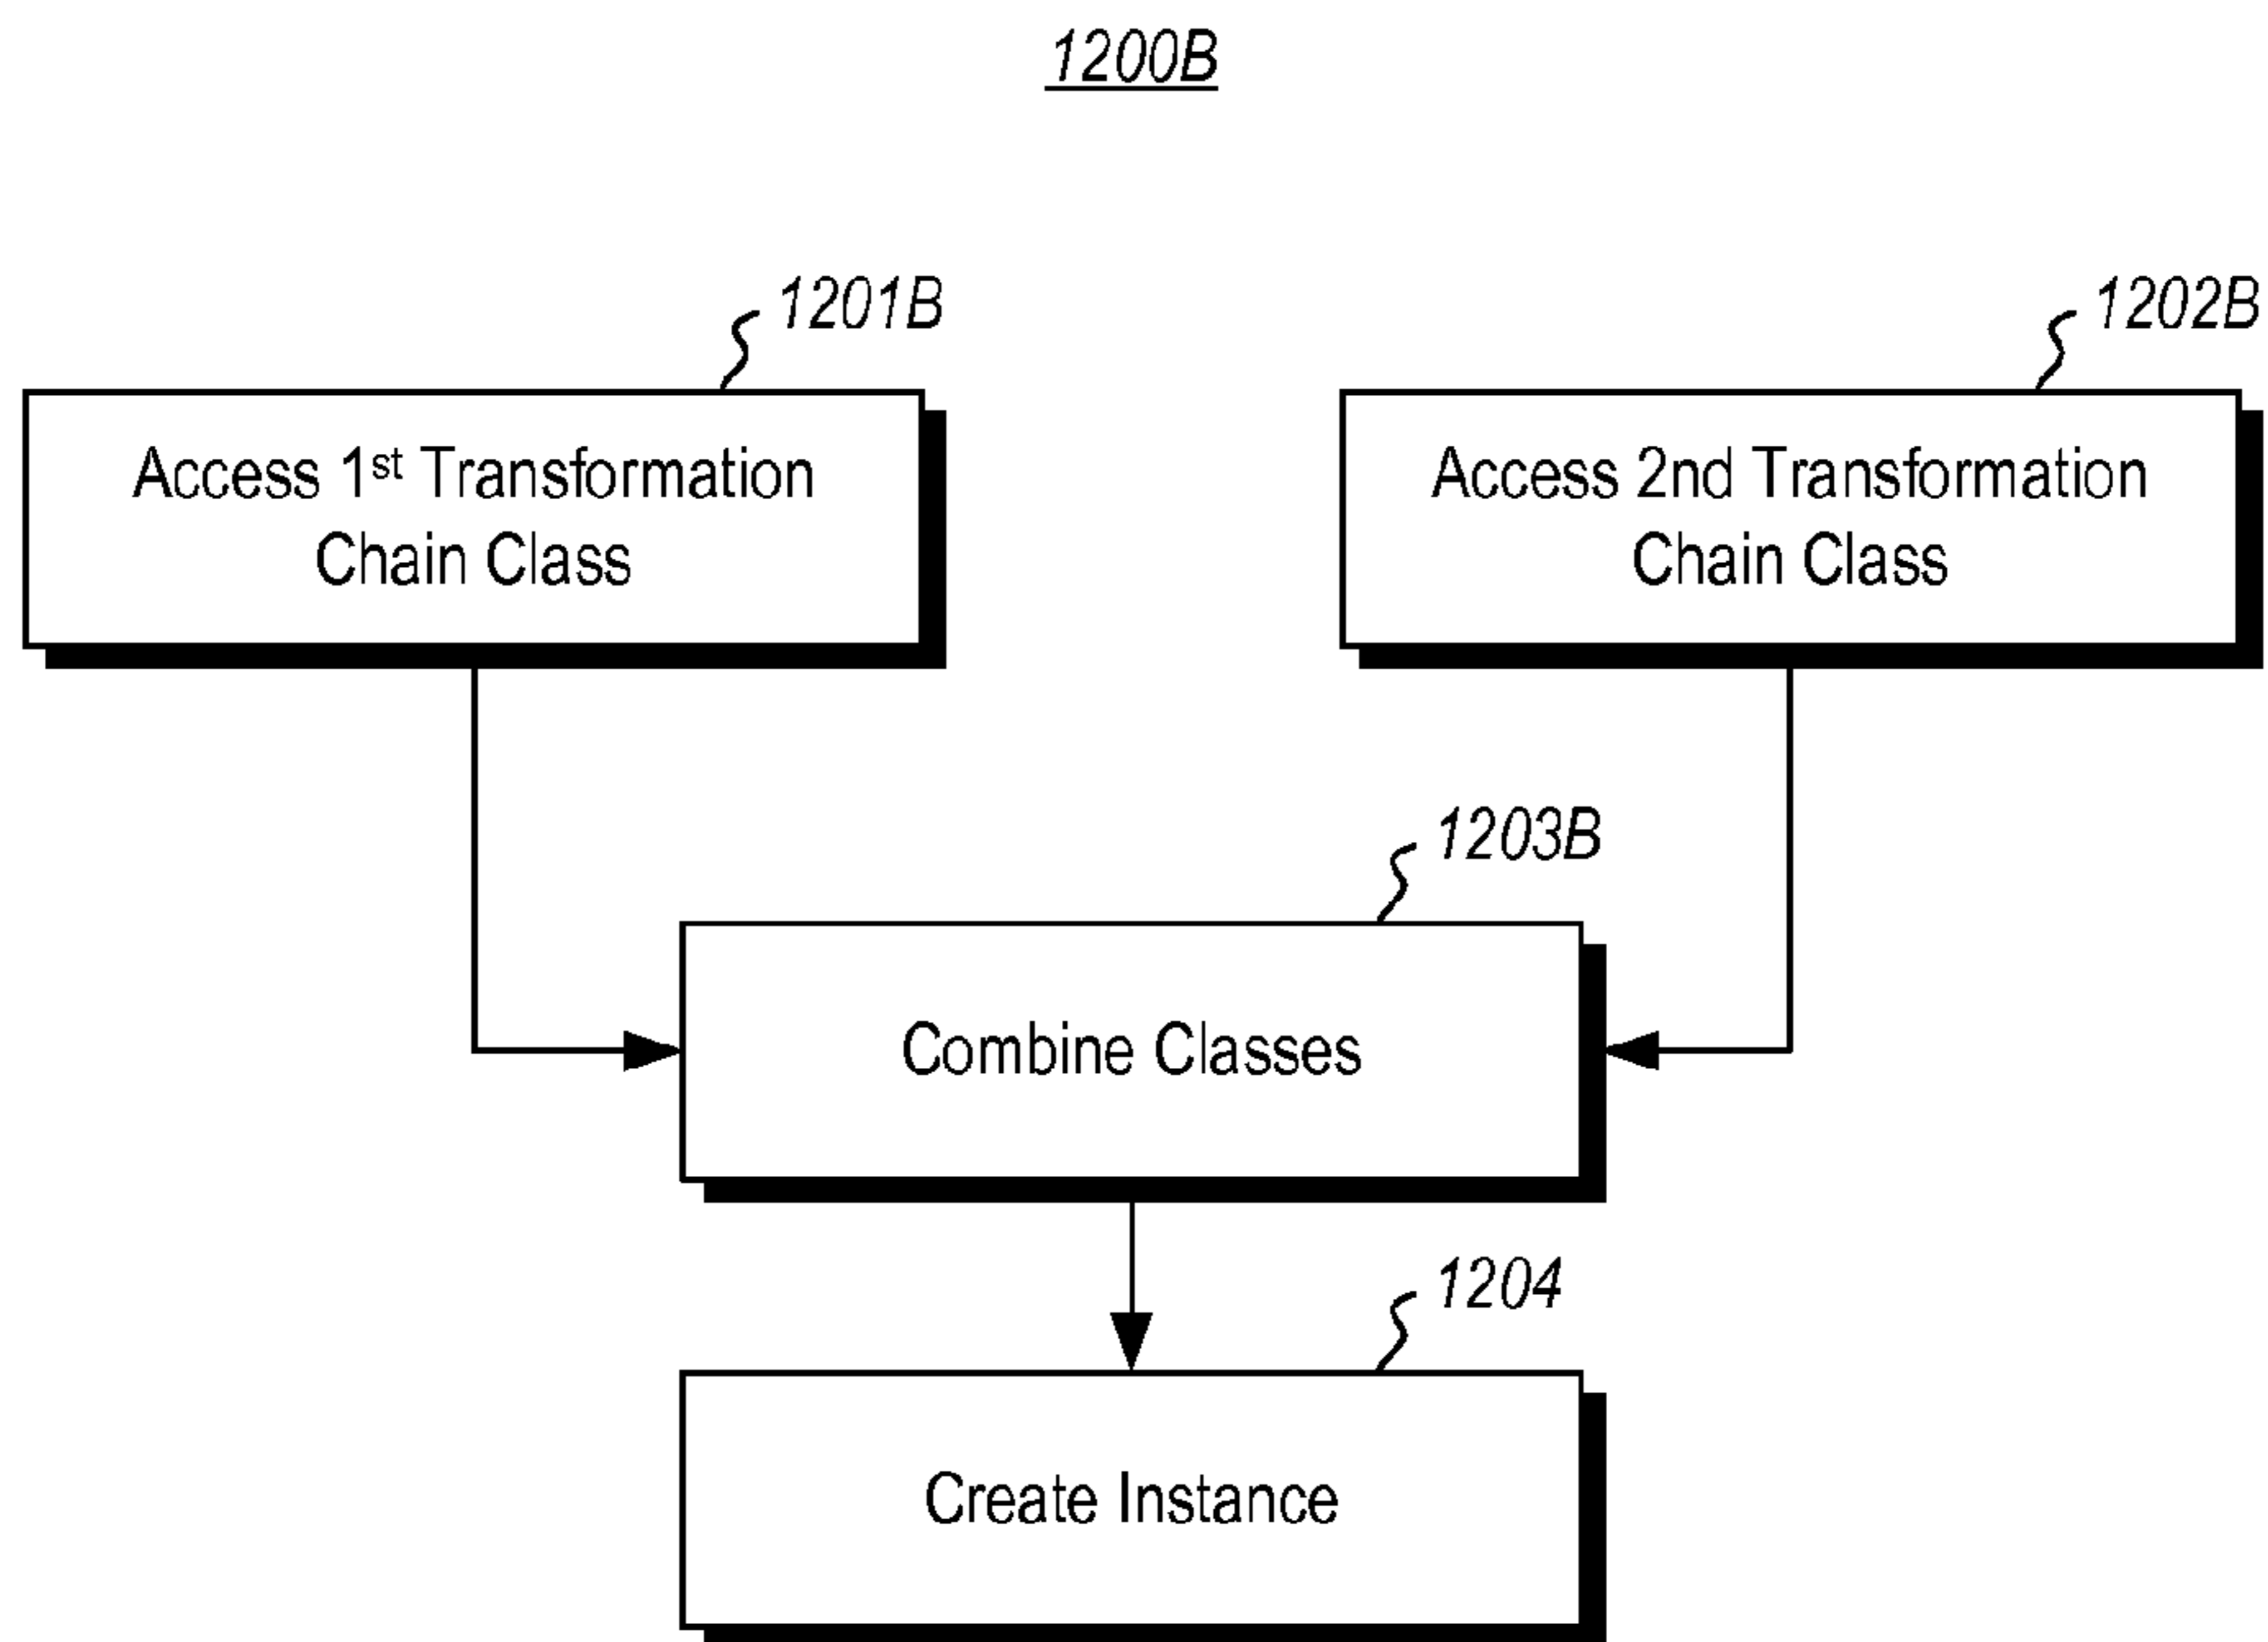 1200B
1201B
1202B
Access 1st Transformation
Chain Class
Access 2nd Transformation
Chain Class
1203B
Combine Classes
1204
Create Instance